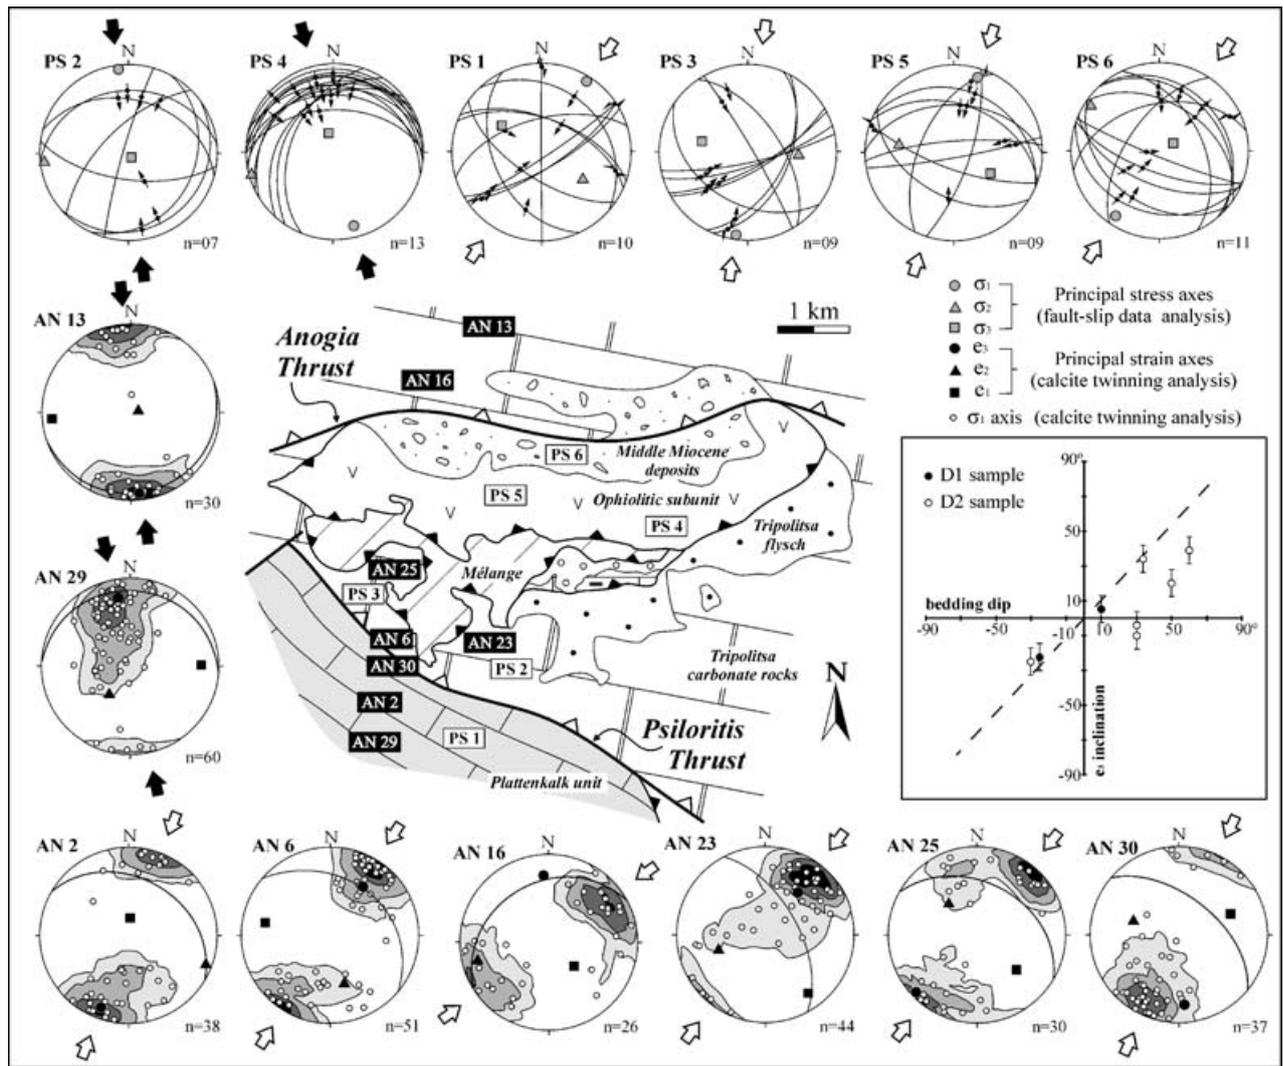 PS 2
N
n=07
PS 4
N
n=13
PS 1
N
n=10
PS 3
N
n=09
PS 5
N
n=09
PS 6
N
n=11
σ1
σ2
σ3
Principal stress axes
(fault-slip data analysis)
e3
e2
e1
Principal strain axes
(calcite twinning analysis)
σ1 axis (calcite twinning analysis)
AN 13
N
n=30
AN 29
N
n=60
Anogia
Thrust
1 km
AN 13
AN 16
PS 6
Middle Miocene
deposits
V
V
PS 5
V
V
Ophiolitic subunit
V
PS 4
Tripolitsa
flysch
AN 25
Mélange
PS 3
AN 6
AN 23
AN 30
PS 2
Tripolitsa
carbonate rocks
N
AN 2
AN 29
PS 1
Psiloritis
Thrust
Plattenkalk unit
D1 sample
D2 sample
90º
50
10
bedding dip
-90
-50
-10
10
50
90º
-50
-90
e3 inclination
AN 2
N
n=38
AN 6
N
n=51
AN 16
N
n=26
AN 23
N
n=44
AN 25
N
n=30
AN 30
N
n=37